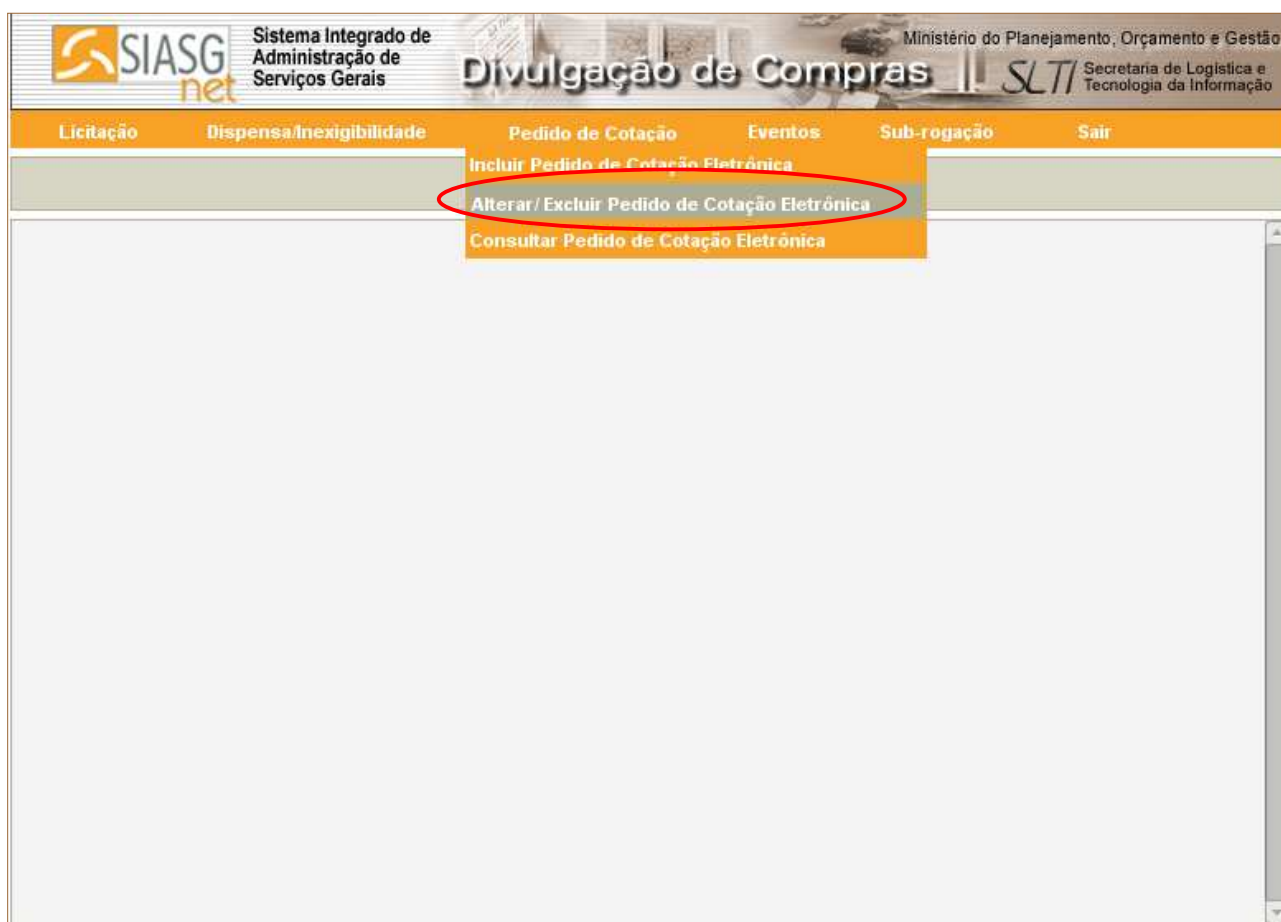 SIASG
net
Sistema Integrado de
Administração de
Serviços Gerais
Divulgação de Compras
Ministério do Planejamento, Orçamento e Gestão
SLTI
Secretaria de Logística e
Tecnologia da Informação
Licitação Dispensa/Inexigibilidade Pedido de Cotação Eventos Sub-rogação Sair
Incluir Pedido de Cotação Eletrônica
Alterar/Excluir Pedido de Cotação Eletrônica
Consultar Pedido de Cotação Eletrônica